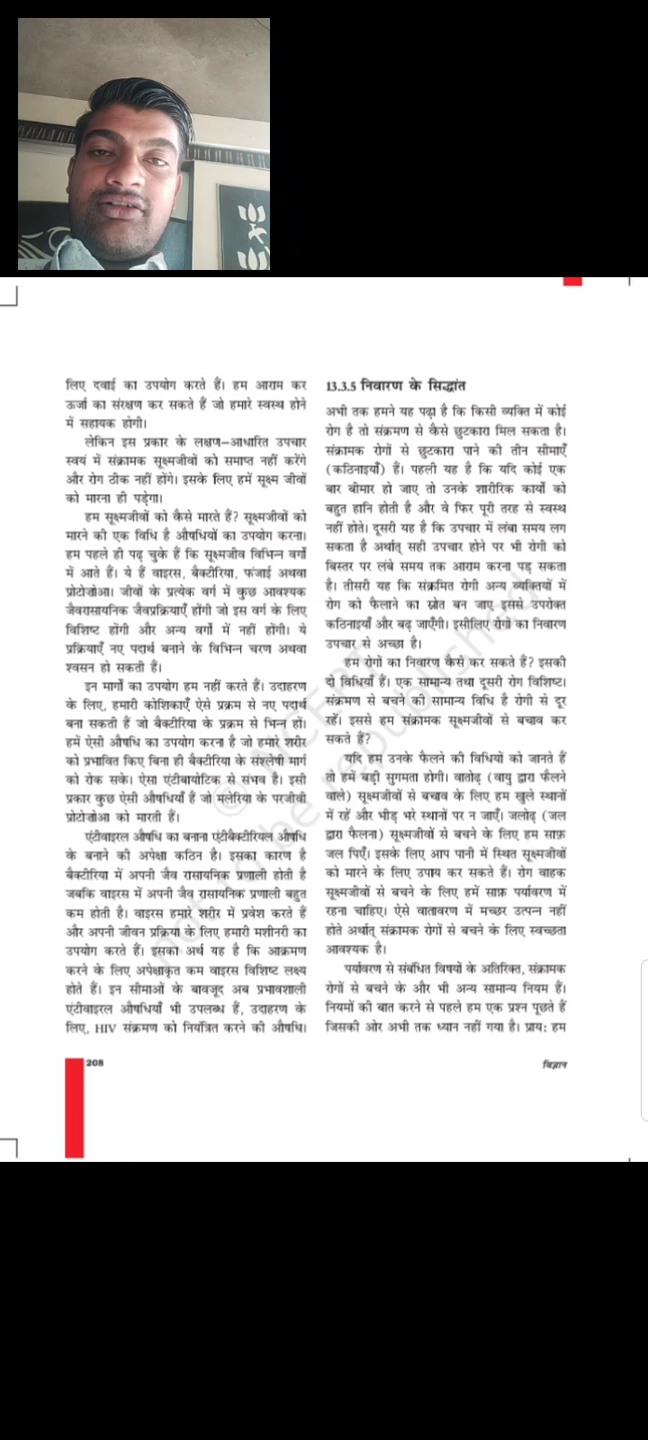 लिए दवाई का उपयोग करते हैं। हम आराम कर
ऊर्जा का संरक्षण कर सकते हैं जो हमारे स्वस्थ होने
में सहायक होगी।
लेकिन इस प्रकार के लक्षण-आधारित उपचार
स्वयं में संक्रामक सूक्ष्मजीवों को समाप्त नहीं करेंगे
और रोग ठीक नहीं होंगे। इसके लिए हमें सूक्ष्म जीवों
को मारना ही पड़ेगा।
हम सूक्ष्मजीवों को कैसे मारते हैं? सूक्ष्मजीवों को
मारने की एक विधि है औषधियों का उपयोग करना।
हम पहले ही पढ़ चुके हैं कि सूक्ष्मजीव विभिन्न वर्गों
में आते हैं। ये हैं वाइरस, बैक्टीरिया, फंजाई अथवा
प्रोटोज़ोआ। जीवों के प्रत्येक वर्ग में कुछ आवश्यक
जैवरासायनिक जैवप्रक्रियाएँ होंगी जो इस वर्ग के लिए
विशिष्ट होंगी और अन्य वर्गों में नहीं होंगी। ये
प्रक्रियाएँ नए पदार्थ बनाने के विभिन्न चरण अथवा
श्वसन हो सकती हैं।
इन मार्गों का उपयोग हम नहीं करते हैं। उदाहरण
के लिए, हमारी कोशिकाएँ ऐसे प्रक्रम से नए पदार्थ
बना सकती हैं जो बैक्टीरिया के प्रक्रम से भिन्न हों।
हमें ऐसी औषधि का उपयोग करना है जो हमारे शरीर
को प्रभावित किए बिना ही बैक्टीरिया के संश्लेषी मार्ग
को रोक सके। ऐसा एंटीबायोटिक से संभव है। इसी
प्रकार कुछ ऐसी औषधियाँ हैं जो मलेरिया के परजीवी
प्रोटोज़ोआ को मारती हैं।
एंटीवाइरल औषधि का बनाना एंटीबैक्टीरियल औषधि
के बनाने की अपेक्षा कठिन है। इसका कारण है
बैक्टीरिया में अपनी जैव रासायनिक प्रणाली होती है
जबकि वाइरस में अपनी जैव रासायनिक प्रणाली बहुत
कम होती है। वाइरस हमारे शरीर में प्रवेश करते हैं
और अपनी जीवन प्रक्रिया के लिए हमारी मशीनरी का
उपयोग करते हैं। इसका अर्थ यह है कि आक्रमण
करने के लिए अपेक्षाकृत कम वाइरस विशिष्ट लक्ष्य
होते हैं। इन सीमाओं के बावजूद अब प्रभावशाली
एंटीवाइरल औषधियाँ भी उपलब्ध हैं, उदाहरण के
लिए, HIV संक्रमण को नियंत्रित करने की औषधि।
13.3.5 निवारण के सिद्धांत
अभी तक हमने यह पढ़ा है कि किसी व्यक्ति में कोई
रोग है तो संक्रमण से कैसे छुटकारा मिल सकता है।
संक्रामक रोगों से छुटकारा पाने की तीन सीमाएँ
(कठिनाइयाँ) हैं। पहली यह है कि यदि कोई एक
बार बीमार हो जाए तो उनके शारीरिक कार्यों को
बहुत हानि होती है और वे फिर पूरी तरह से स्वस्थ
नहीं होते। दूसरी यह है कि उपचार में लंबा समय लग
सकता है अर्थात् सही उपचार होने पर भी रोगी को
बिस्तर पर लंबे समय तक आराम करना पड़ सकता
है। तीसरी यह कि संक्रमित रोगी अन्य व्यक्तियों में
रोग को फैलाने का स्रोत बन जाए इससे उपरोक्त
कठिनाइयाँ और बढ़ जाएँगी। इसीलिए रोगों का निवारण
उपचार से अच्छा है।
हम रोगों का निवारण कैसे कर सकते हैं? इसकी
दो विधियाँ हैं। एक सामान्य तथा दूसरी रोग विशिष्ट।
संक्रमण से बचने की सामान्य विधि है रोगी से दूर
रहें। इससे हम संक्रामक सूक्ष्मजीवों से बचाव कर
सकते हैं?
यदि हम उनके फैलने की विधियों को जानते हैं
तो हमें बड़ी सुगमता होगी। वातोढ़ (वायु द्वारा फैलने
वाले) सूक्ष्मजीवों से बचाव के लिए हम खुले स्थानों
में रहें और भीड़ भरे स्थानों पर न जाएँ। जलोढ़ (जल
द्वारा फैलना) सूक्ष्मजीवों से बचने के लिए हम साफ़
जल पिएँ। इसके लिए आप पानी में स्थित सूक्ष्मजीवों
को मारने के लिए उपाय कर सकते हैं। रोग वाहक
सूक्ष्मजीवों से बचने के लिए हमें साफ़ पर्यावरण में
रहना चाहिए। ऐसे वातावरण में मच्छर उत्पन्न नहीं
होते अर्थात् संक्रामक रोगों से बचने के लिए स्वच्छता
आवश्यक है।
पर्यावरण से संबंधित विषयों के अतिरिक्त, संक्रामक
रोगों से बचने के और भी अन्य सामान्य नियम हैं।
नियमों की बात करने से पहले हम एक प्रश्न पूछते हैं
जिसकी ओर अभी तक ध्यान नहीं गया है। प्राय: हम
208
विज्ञान
© NCERT
not to be republished